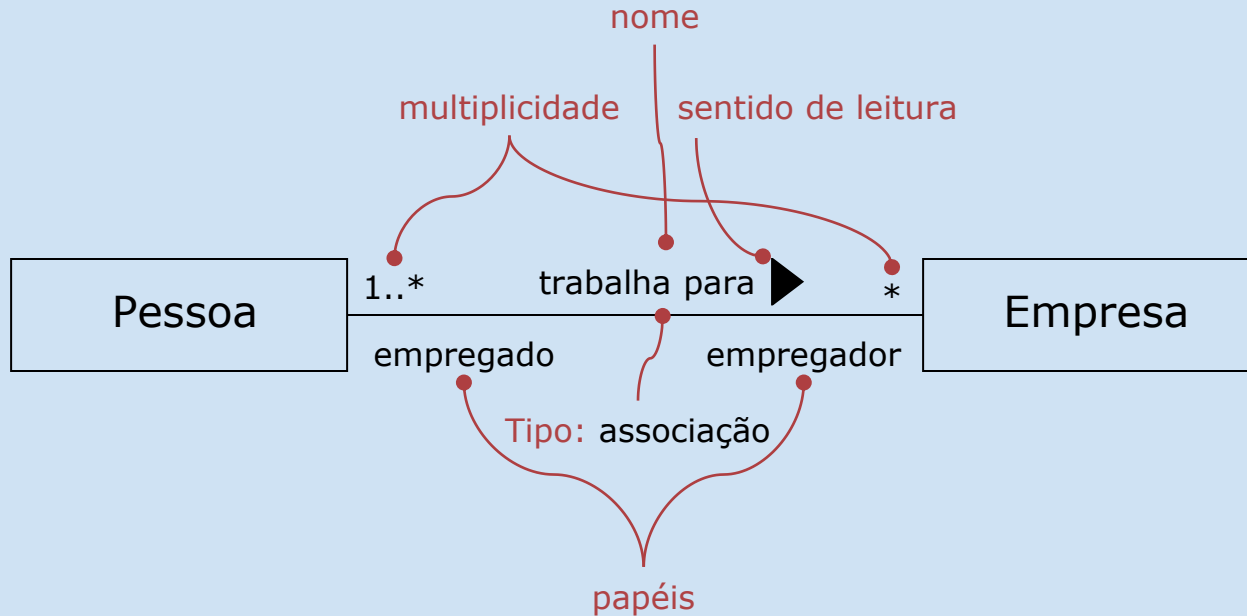 nome
multiplicidade
sentido de leitura
Pessoa
1..*
trabalha para
*
Empresa
empregado
empregador
Tipo: associação
papéis